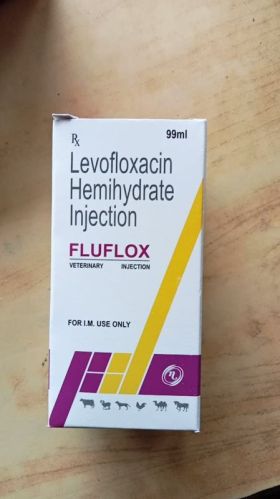 Rx 99ml
Levofloxacin
Hemihydrate
Injection
FLUFLOX
VETERINARY INJECTION
FOR I.M. USE ONLY